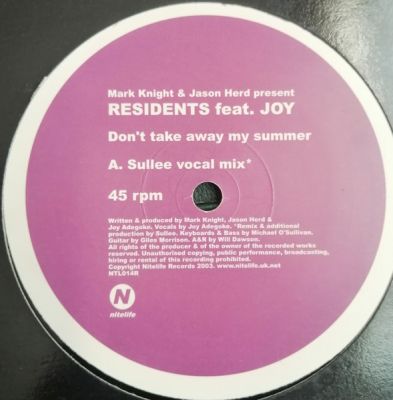 Mark Knight & Jason Herd present
RESIDENTS feat. JOY
Don't take away my summer
A. Sullee vocal mix*
45 rpm
Written & produced by Mark Knight, Jason Herd &
Joy Adegoke. Vocals by Joy Adegoke. *Remix & additional
production by Sullee. Keyboards & Bass by Michael O'Sullivan.
Guitar by Giles Morrison. A&R by Will Dawson.
All rights of the producer & of the owner of the recorded works
reserved. Unauthorised copying, public performance, broadcasting,
hiring or rental of this recording prohibited.
Copyright Nitelife Records 2003. www.nitelife.uk.net
NTL014R
N
nitelife